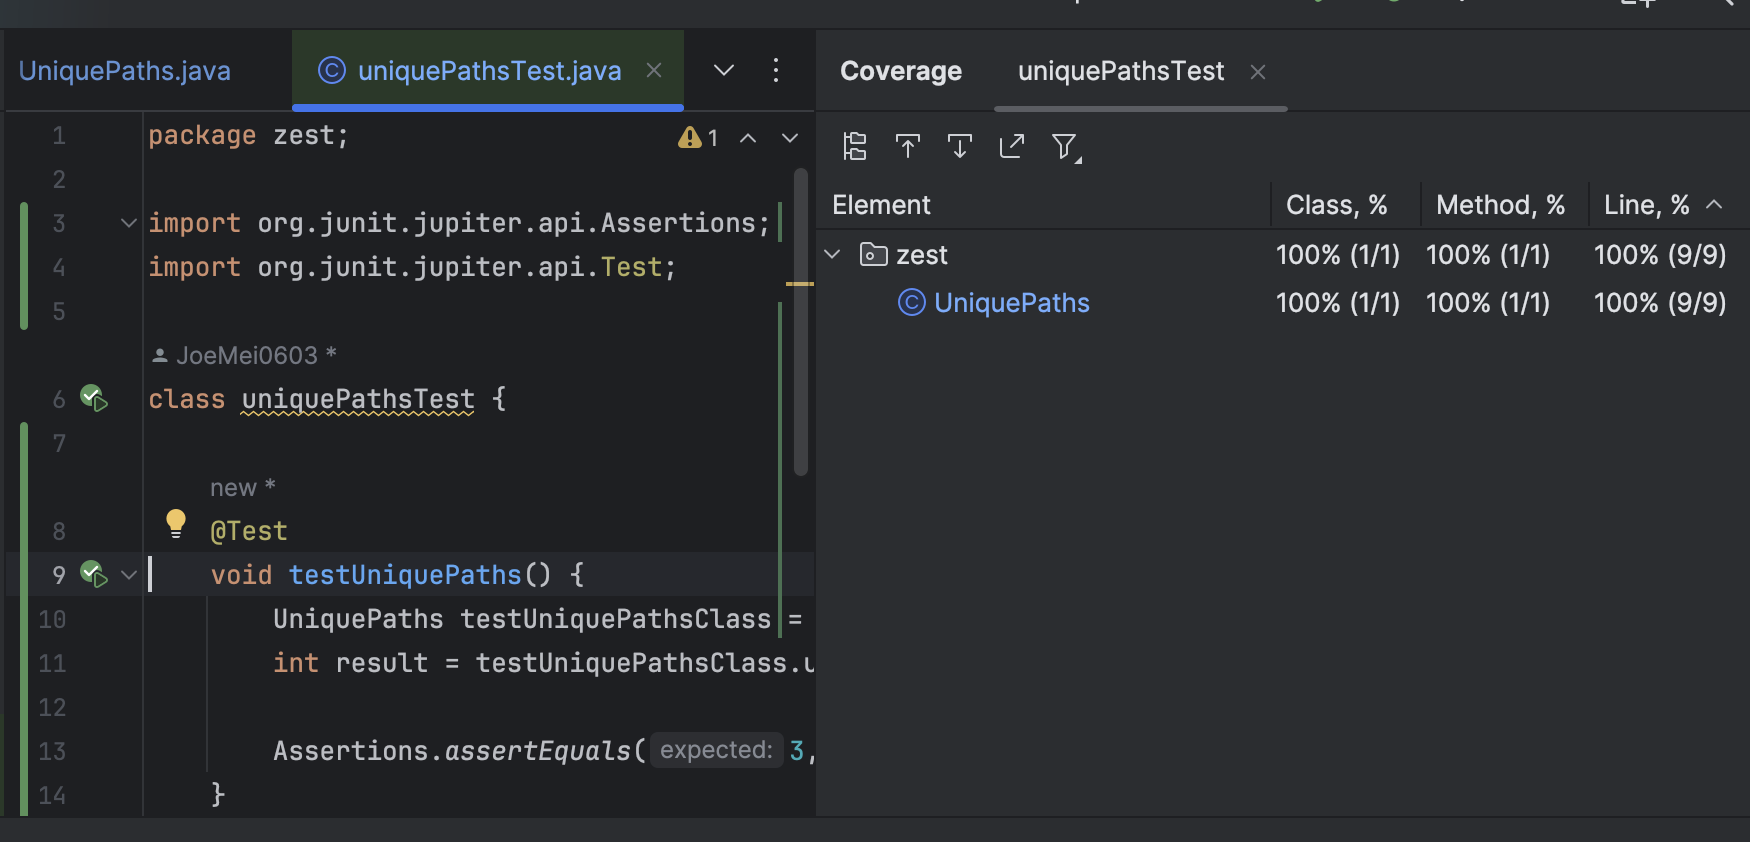 UniquePaths.java
uniquePathsTest.java
Coverage
uniquePathsTest
1 package zest;
1
2
3 import org.junit.jupiter.api.Assertions;
4 import org.junit.jupiter.api.Test;
5
JoeMei0603 *
6 class uniquePathsTest {
7
new *
8 @Test
9 void testUniquePaths() {
10 UniquePaths testUniquePathsClass =
11 int result = testUniquePathsClass.u
12
13 Assertions.assertEquals( expected: 3,
14 }
Element Class, % Method, % Line, %
zest 100% (1/1) 100% (1/1) 100% (9/9)
UniquePaths 100% (1/1) 100% (1/1) 100% (9/9)